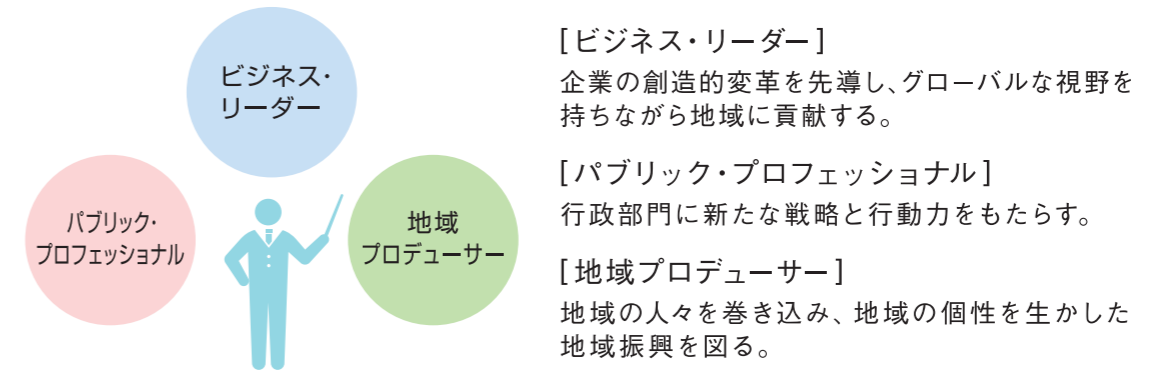 ビジネス・
リーダー
パブリック・
プロフェッショナル
地域
プロデューサー
[ビジネス・リーダー]
企業の創造的変革を先導し、グローバルな視野を
持ちながら地域に貢献する。
[パブリック・プロフェッショナル]
行政部門に新たな戦略と行動力をもたらす。
[地域プロデューサー]
地域の人々を巻き込み、地域の個性を生かした
地域振興を図る。